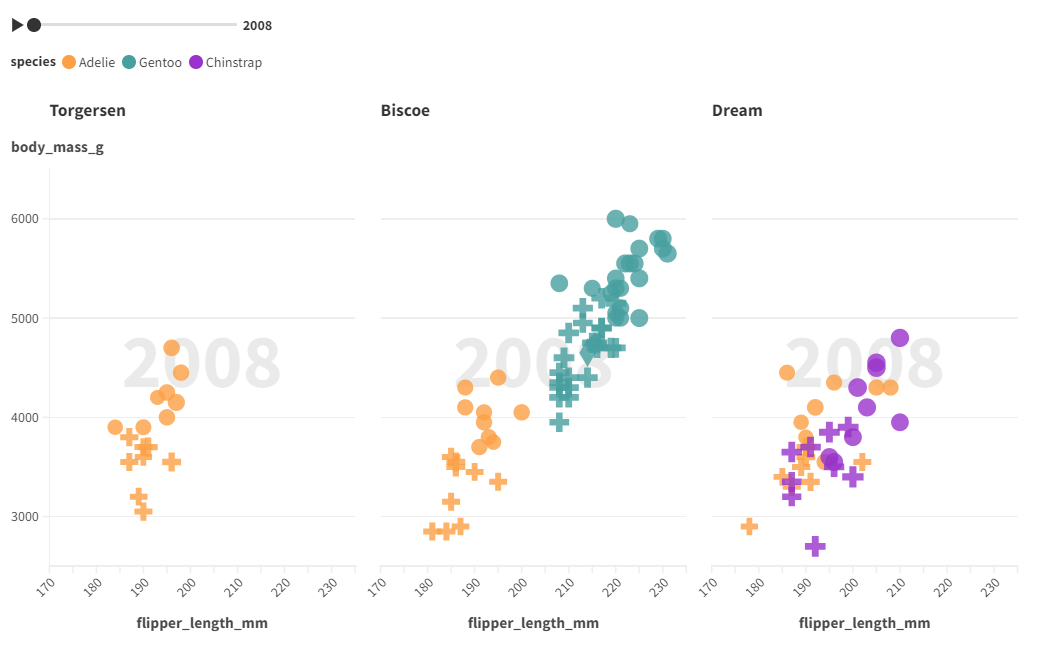 2008
species Adelie Gentoo Chinstrap
Torgersen Biscoe Dream
body_mass_g
6000
5000
2008 2008 2008
4000
3000
170 180 190 200 210 220 230 170 180 190 200 210 220 230 170 180 190 200 210 220 230
flipper_length_mm flipper_length_mm flipper_length_mm